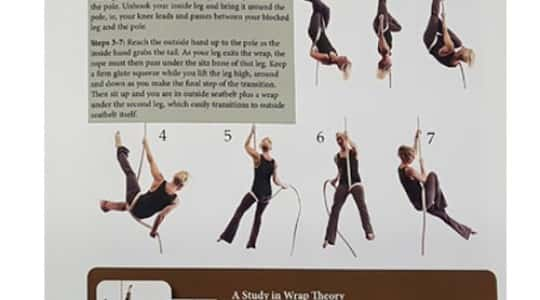 the pole. Unhook your inside leg and bring it around the
pole, ie, your knee leads and passes between your blocked
leg and the pole.
Steps 3-7: Reach the outside hand up to the pole as the
inside hand grabs the tail. As your leg exits the wrap, the
rope must then pass under the sits bone of that leg. Keep
a firm glute squeeze while you lift the leg high, around
and down as you make the final step of the transition.
Then sit up and you are in outside seatbelt plus a wrap
under the second leg, which easily transitions to outside
seatbelt itself.
4 5 6 7
A Study in Wrap Theory